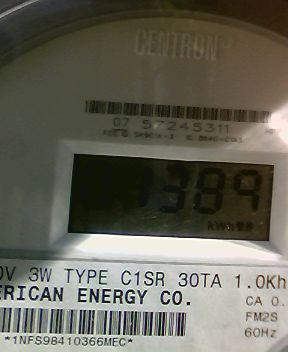 CENTRON
07 57245311
1389
kWh
0V 3W TYPE C1SR 30TA 1.0Kh
ERICAN ENERGY CO.
CA 0.
FM2S
60Hz
*1NFS98410366MEC*